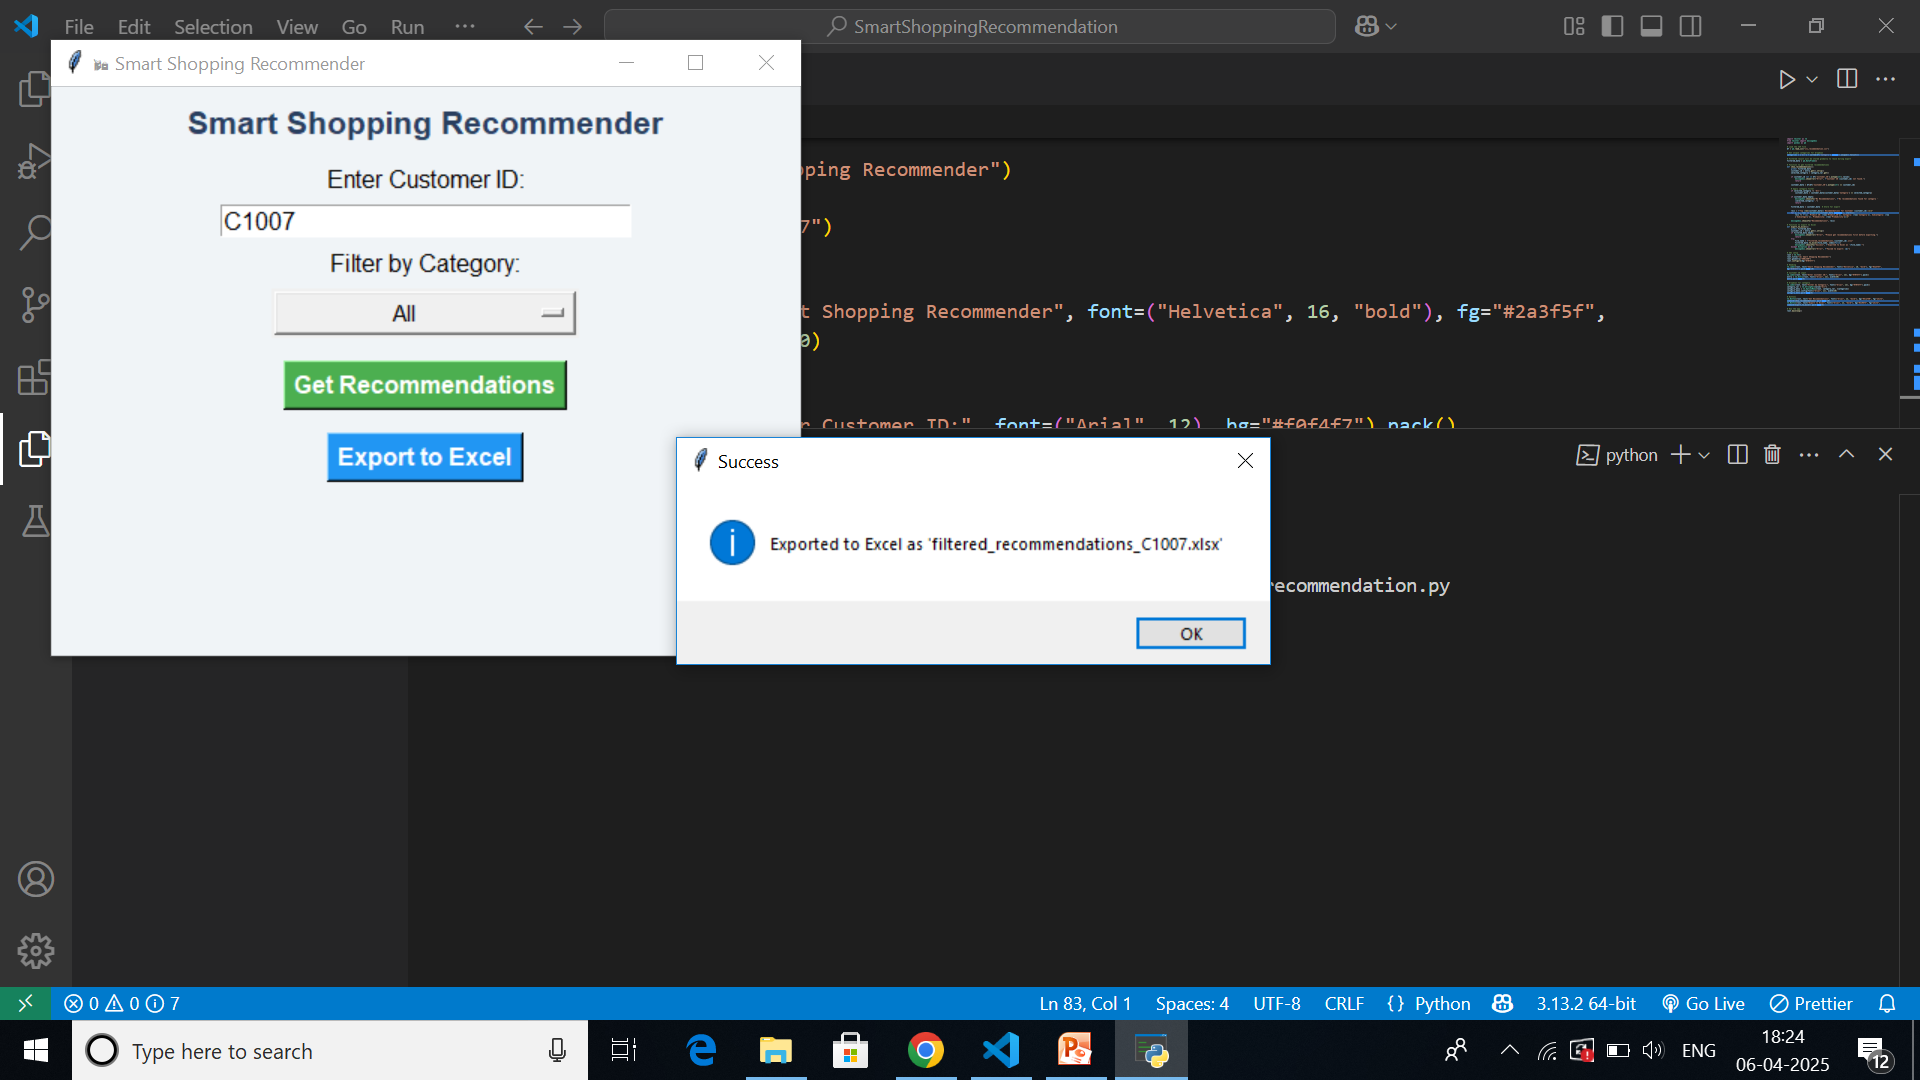 File Edit Selection View Go Run ...
SmartShoppingRecommendation
Smart Shopping Recommender
Smart Shopping Recommender
Enter Customer ID:
C1007
Filter by Category:
All
Get Recommendations
Export to Excel
pping Recommender")
7")
t Shopping Recommender", font=("Helvetica", 16, "bold"), fg="#2a3f5f",
0)
r Customer ID:", font=("Arial", 12), bg="#f0f4f7").pack()
python
Success
Exported to Excel as 'filtered_recommendations_C1007.xlsx'
OK
recommendation.py
0 0 7
Ln 83, Col 1 Spaces: 4 UTF-8 CRLF {} Python 3.13.2 64-bit Go Live Prettier
Type here to search
ENG
18:24
06-04-2025
12